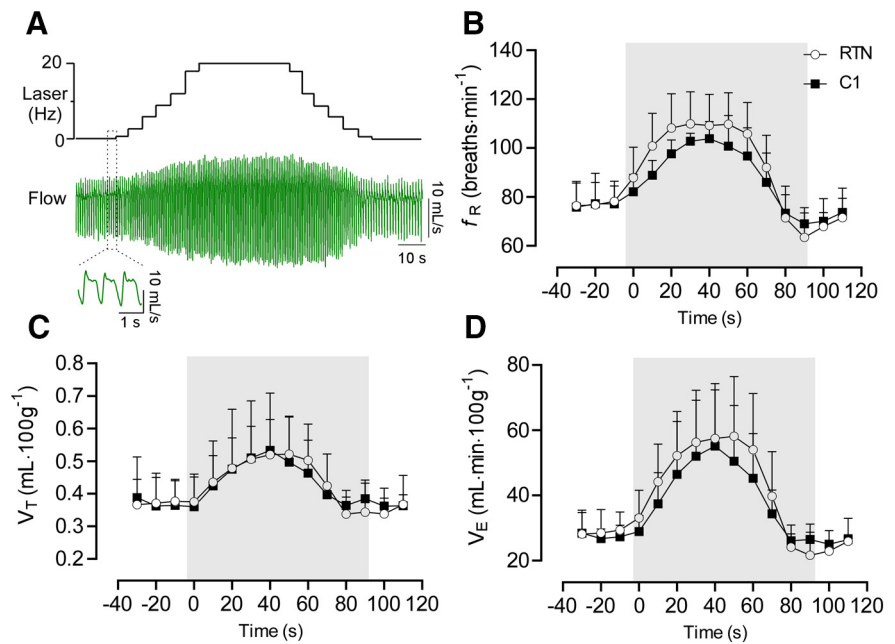 A
20
Laser
(Hz)
0
Flow
10 mL/s
10 s
10 mL/s
1 s
B
140
120
100
80
60
fR (breaths·min-1)
RTN
C1
-40 -20 0 20 40 60 80 100 120
Time (s)
C
0.8
0.7
0.6
0.5
0.4
0.3
0.2
VT (mL·100g-1)
-40 -20 0 20 40 60 80 100 120
Time (s)
D
80
60
40
20
VE (mL·min·100g-1)
-40 -20 0 20 40 60 80 100 120
Time (s)